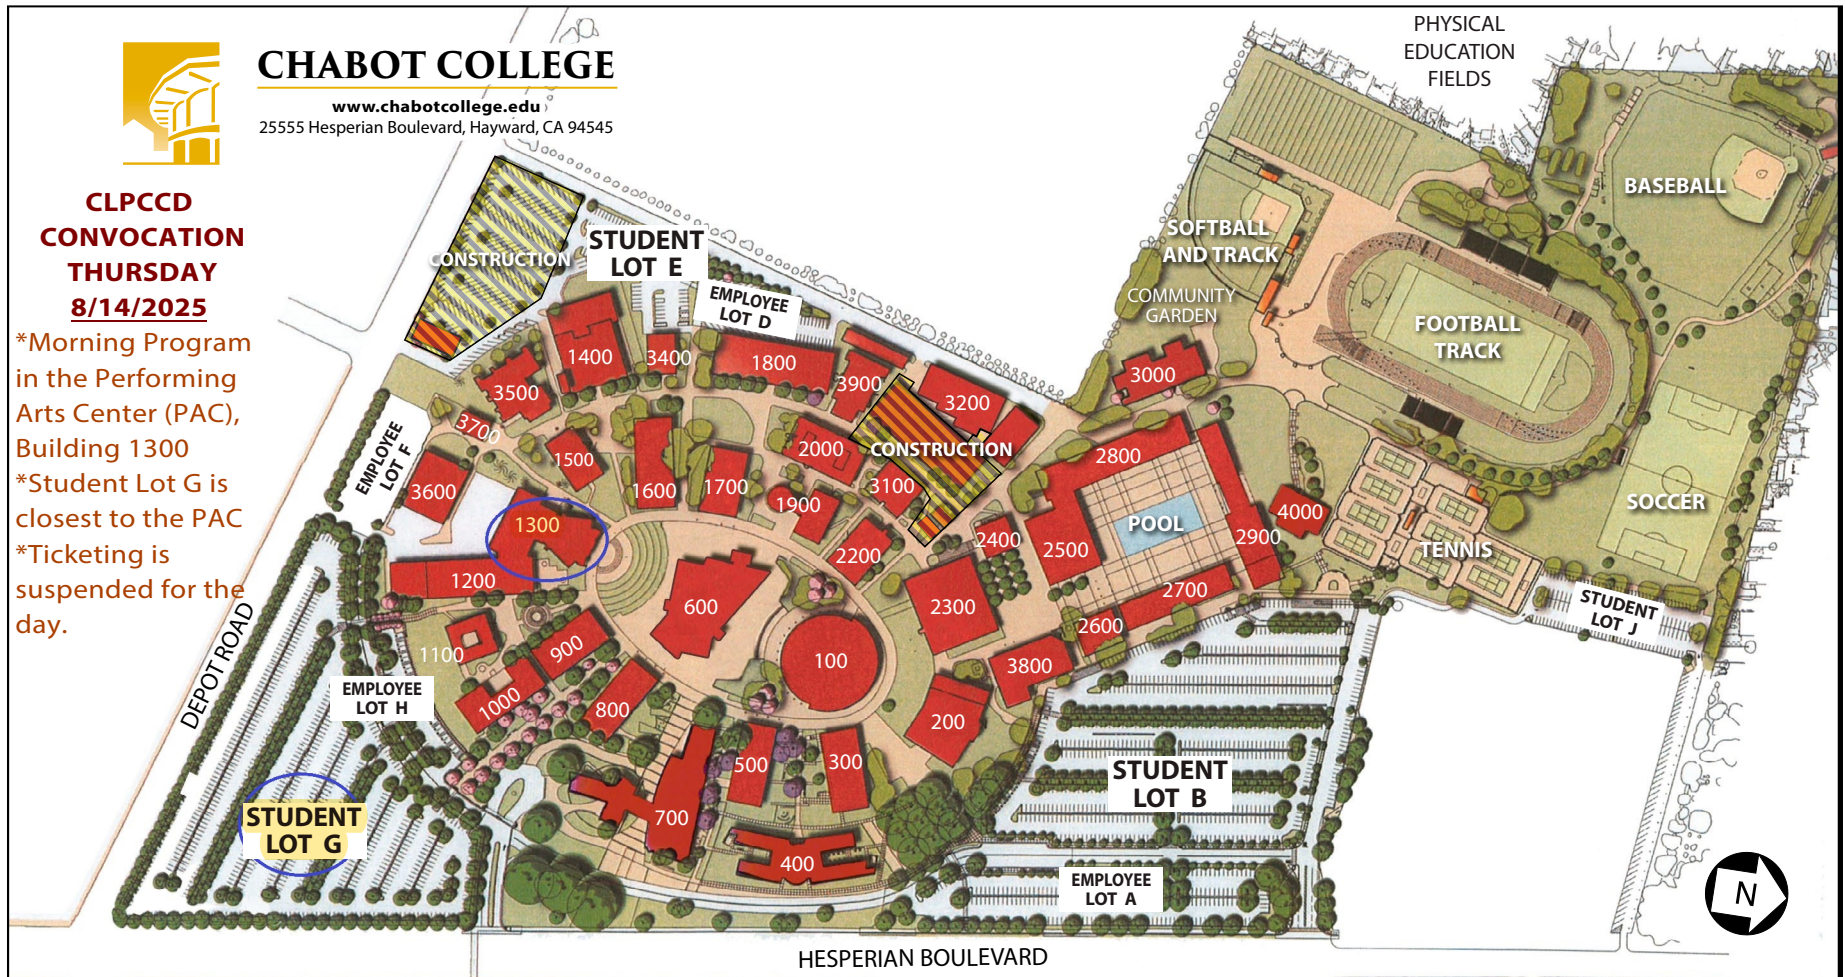 CHABOT COLLEGE
www.chabotcollege.edu
25555 Hesperian Boulevard, Hayward, CA 94545
CLPCCD
CONVOCATION
THURSDAY
8/14/2025
*Morning Program
in the Performing
Arts Center (PAC),
Building 1300
*Student Lot G is
closest to the PAC
*Ticketing is
suspended for the
day.
PHYSICAL
EDUCATION
FIELDS
BASEBALL
SOFTBALL
AND TRACK
COMMUNITY
GARDEN
FOOTBALL
TRACK
SOCCER
TENNIS
STUDENT
LOT J
CONSTRUCTION
STUDENT
LOT E
EMPLOYEE
LOT D
EMPLOYEE
LOT F
1400
3400
1800
3900
3200
3000
3500
3700
1500
1600
1700
2000
CONSTRUCTION
2800
3600
1300
1900
3100
2200
2400
2500
POOL
2900
4000
1200
600
2300
2700
2600
1100
900
100
3800
1000
800
200
500
300
700
400
DEPOT ROAD
EMPLOYEE
LOT H
STUDENT
LOT G
STUDENT
LOT B
EMPLOYEE
LOT A
N
HESPERIAN BOULEVARD